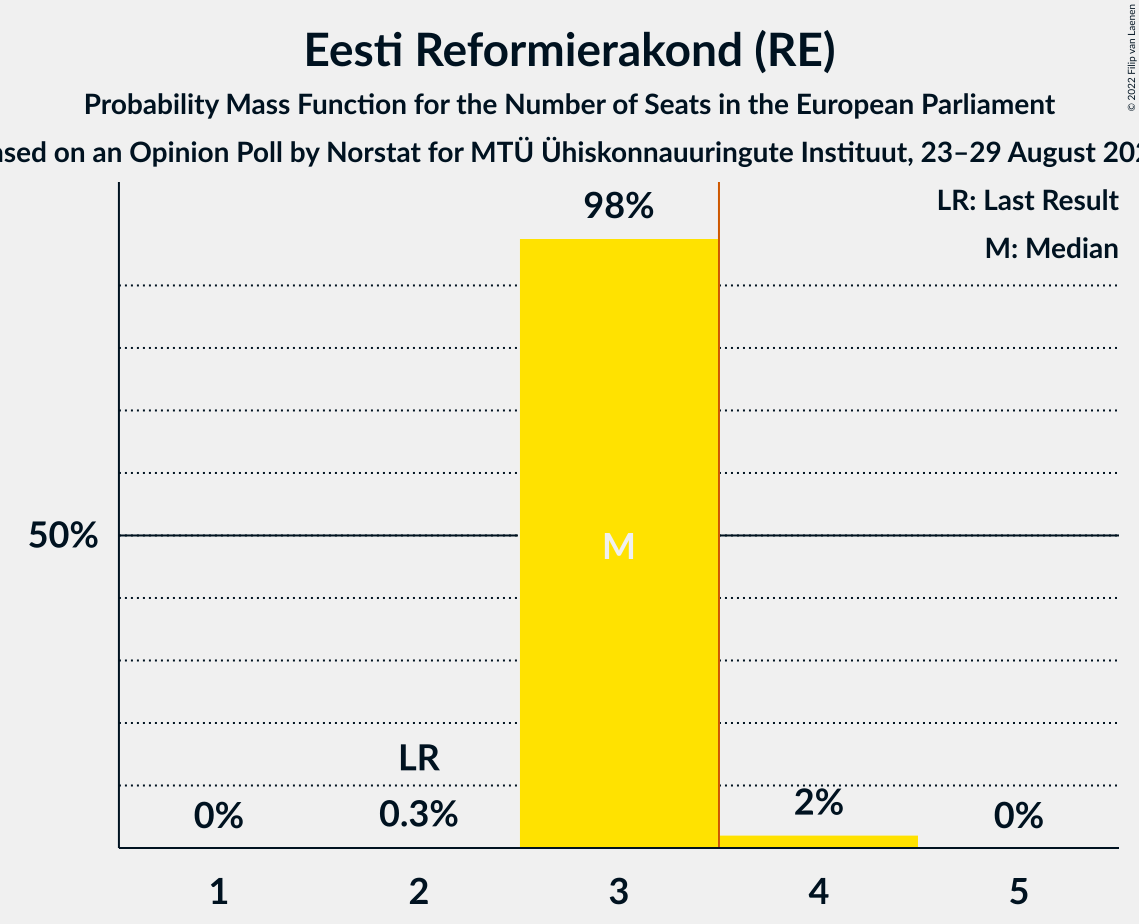 Eesti Reformierakond (RE)
Probability Mass Function for the Number of Seats in the European Parliament
on an Opinion Poll by Norstat for MTÜ Ühiskonnauuringute Instituut, 23–29 August
© 2022 Filip van Laenen
LR: Last Result
M: Median
98%
50%
M
LR
0%
0.3%
2%
0%
1
2
3
4
5